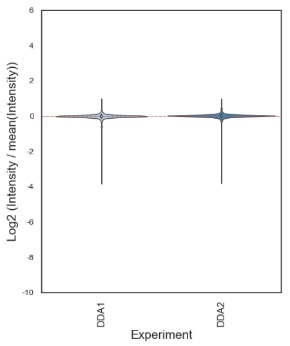 Log2 (Intensity / mean(Intensity))
6
4
2
0
-2
-4
-6
-8
-10
DDA1
DDA2
Experiment